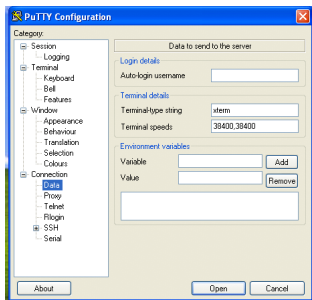 PuTTY Configuration
Category:
Session
Logging
Terminal
Keyboard
Bell
Features
Window
Appearance
Behaviour
Translation
Selection
Colours
Connection
Data
Proxy
Telnet
Rlogin
SSH
Serial
Data to send to the server
Login details
Auto-login username
Terminal details
Terminal-type string xterm
Terminal speeds 38400,38400
Environment variables
Variable Add
Value Remove
About Open Cancel